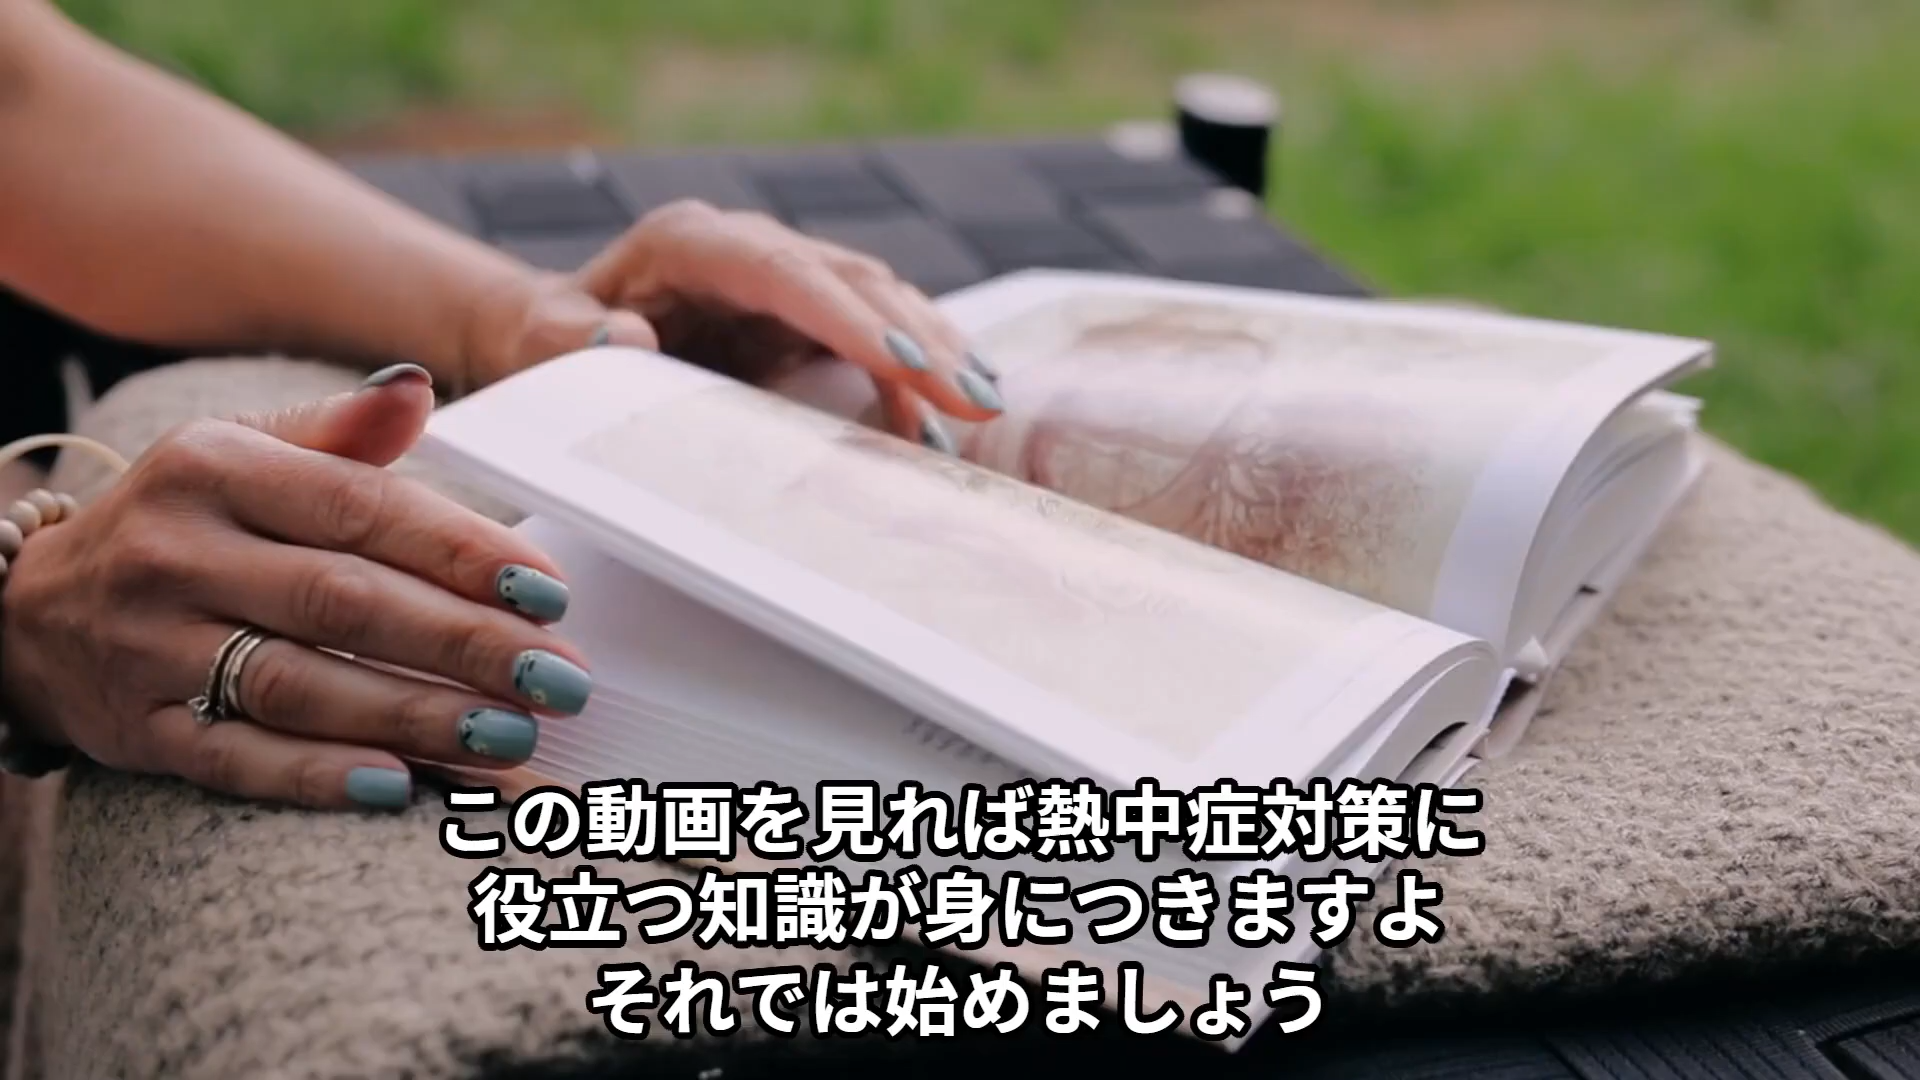 この動画を見れば熱中症対策に
役立つ知識が身につきますよ
それでは始めましょう